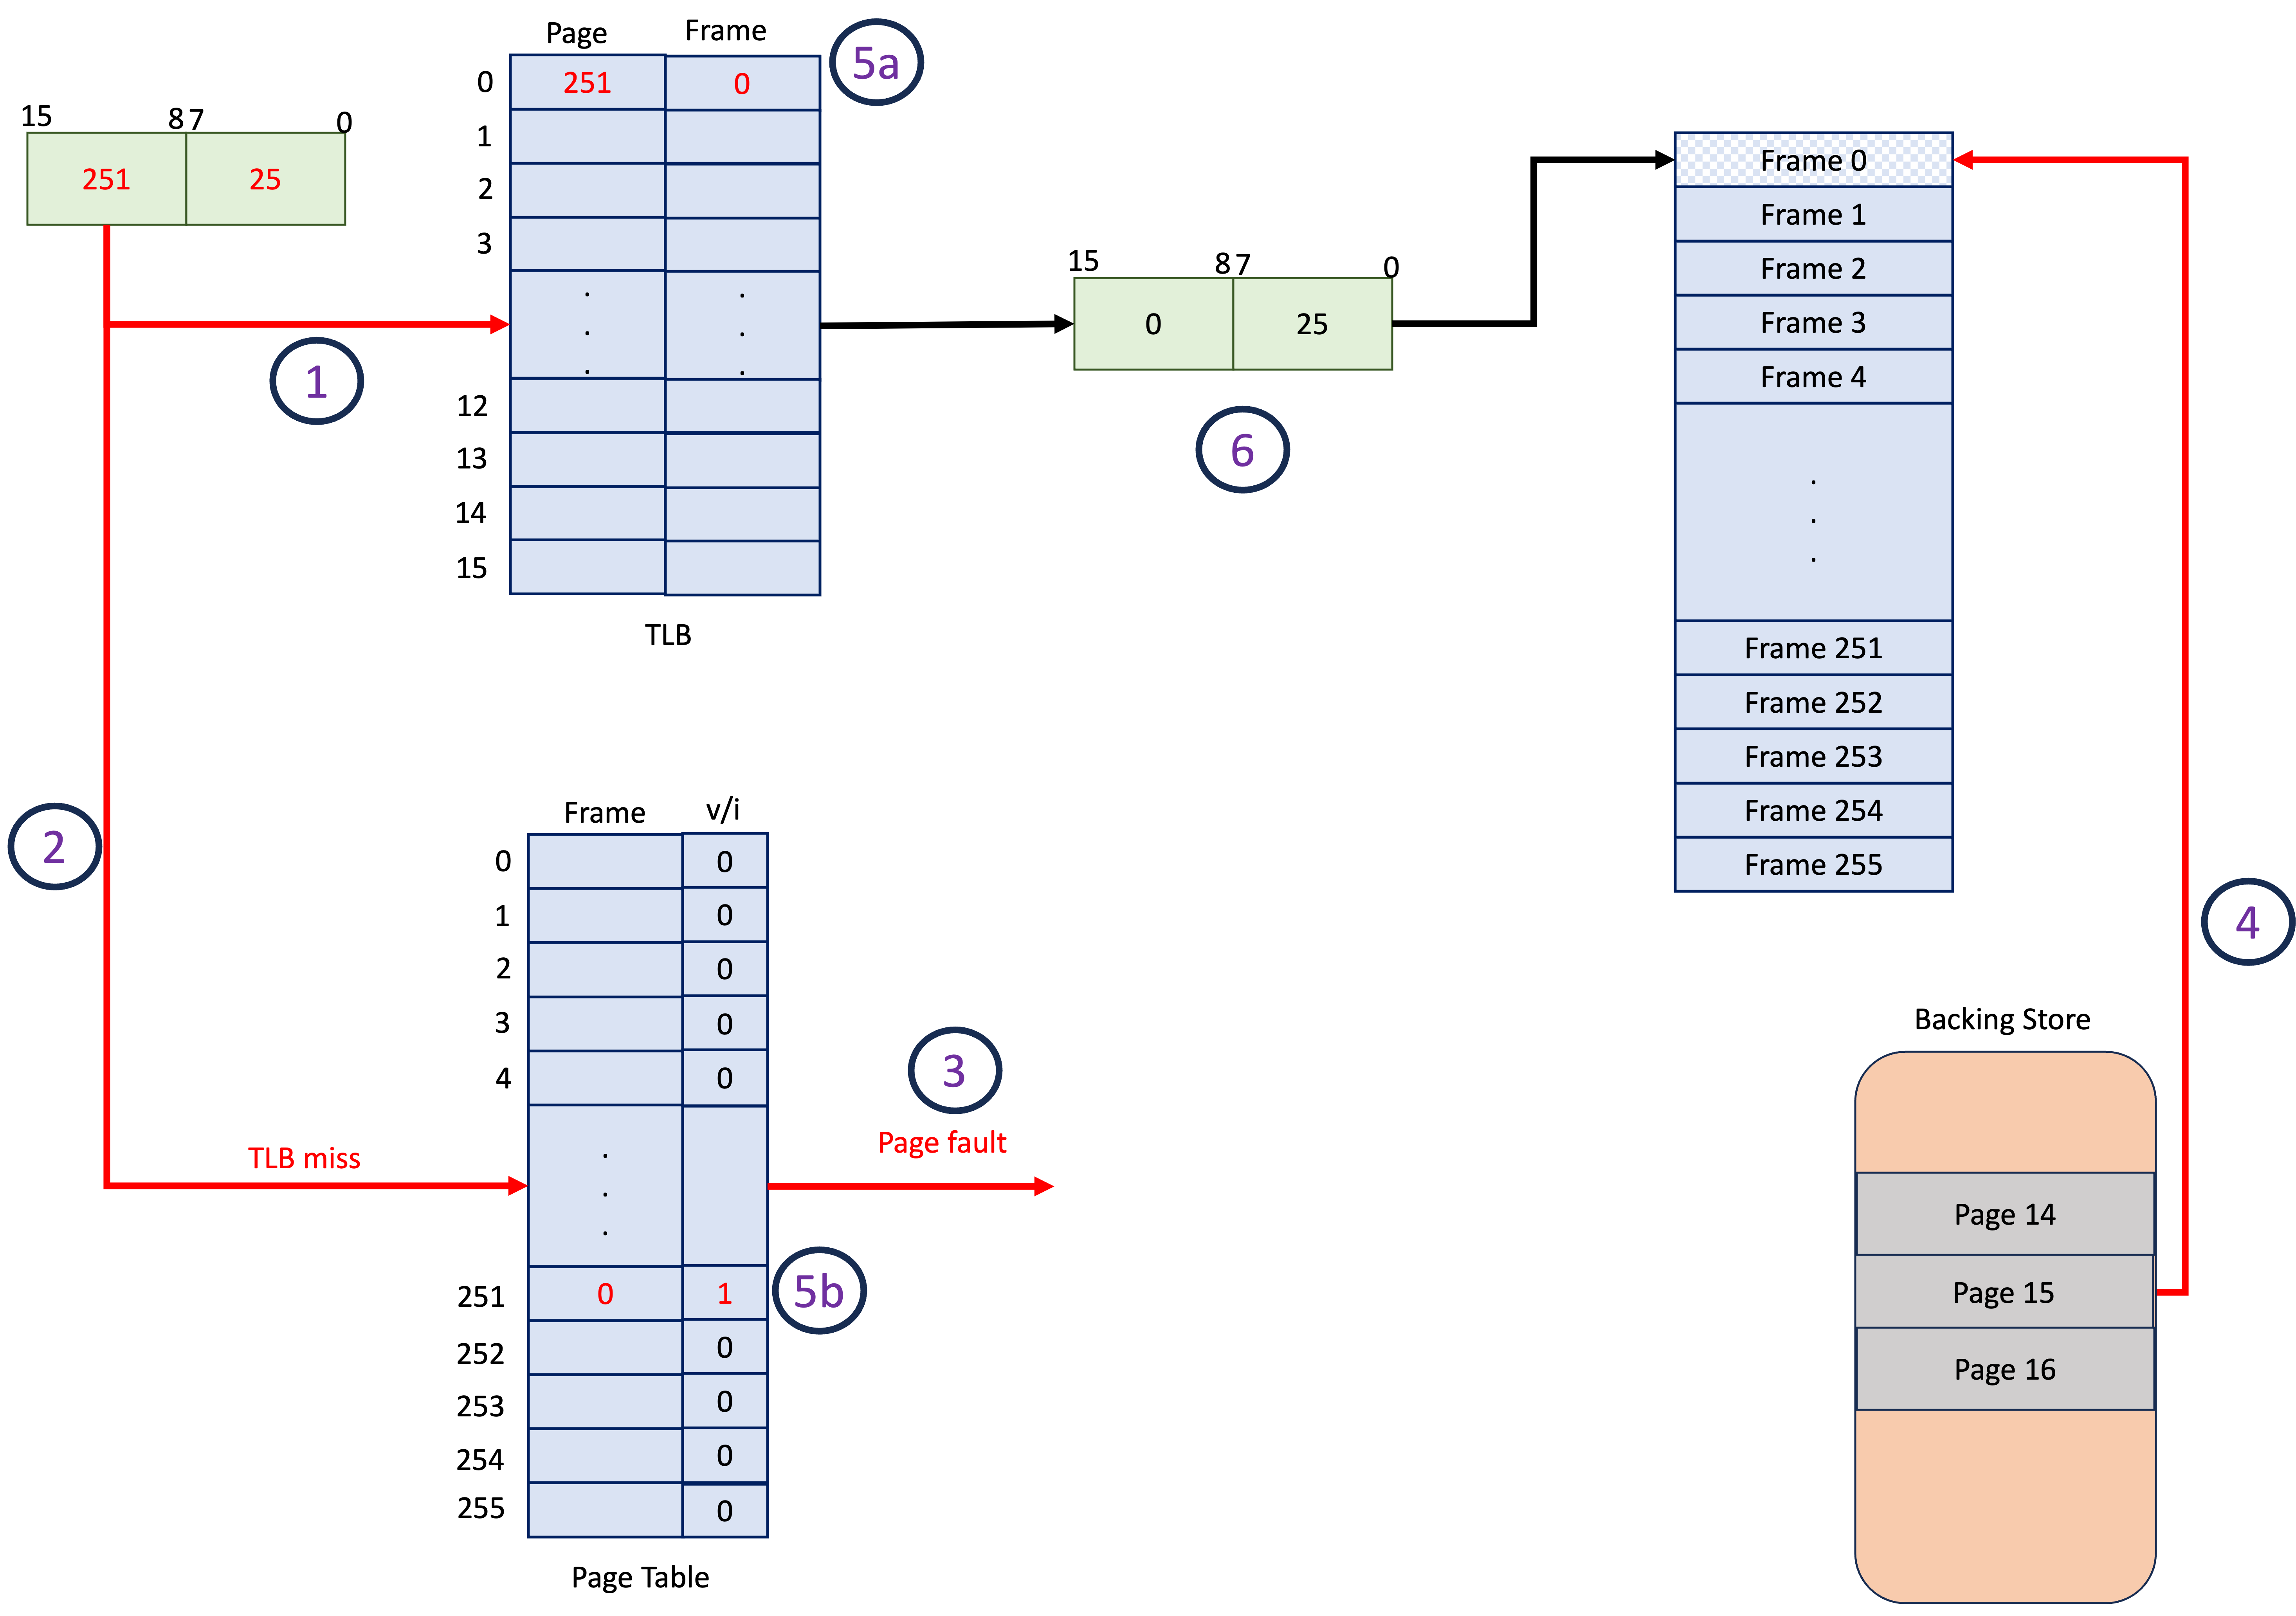 15 8 7 0
251 25
1
2
Page Frame
0 251 0
5a
1
2
3
. .
. .
. .
12
13
14
15
TLB
15 8 7 0
0 25
6
Frame 0
Frame 1
Frame 2
Frame 3
Frame 4
.
.
.
Frame 251
Frame 252
Frame 253
Frame 254
Frame 255
TLB miss
Frame v/i
0 0
1 0
2 0
3 0
4 0
.
.
.
251 0 1
5b
252 0
253 0
254 0
255 0
Page Table
3
Page fault
4
Backing Store
Page 14
Page 15
Page 16